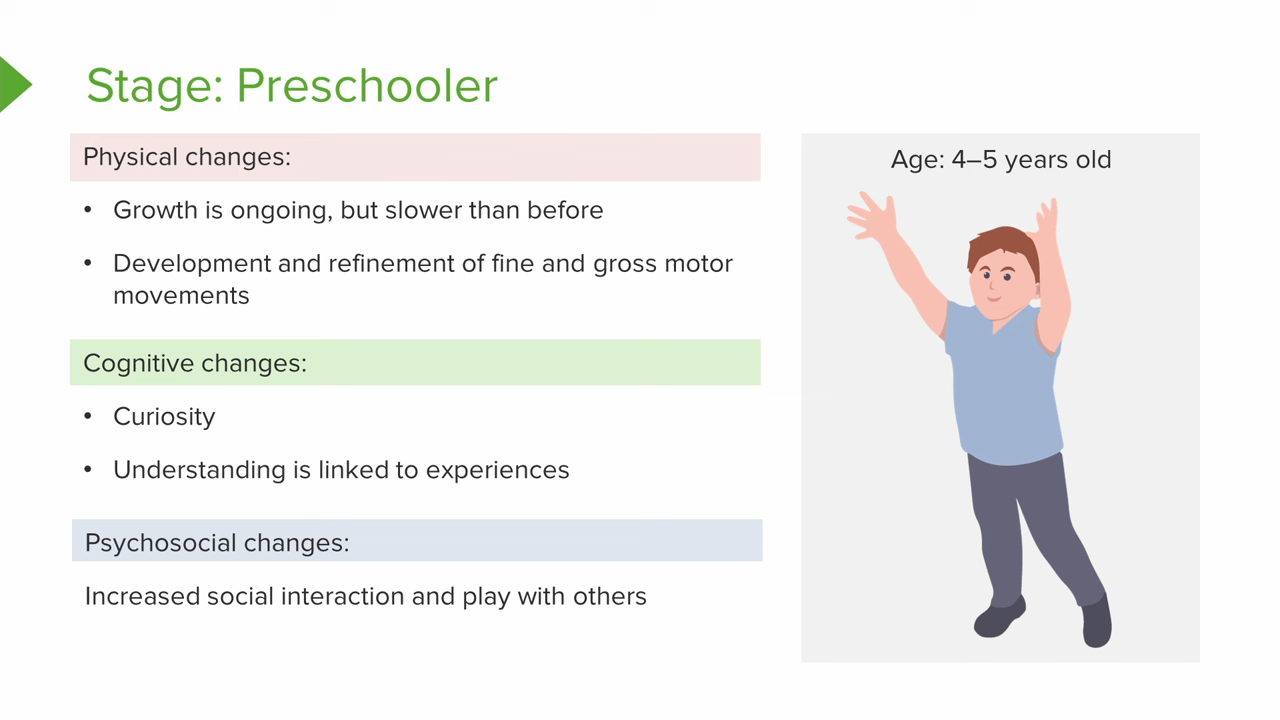 Stage: Preschooler
Physical changes:
• Growth is ongoing, but slower than before
• Development and refinement of fine and gross motor
movements
Cognitive changes:
• Curiosity
• Understanding is linked to experiences
Psychosocial changes:
Increased social interaction and play with others
Age: 4–5 years old